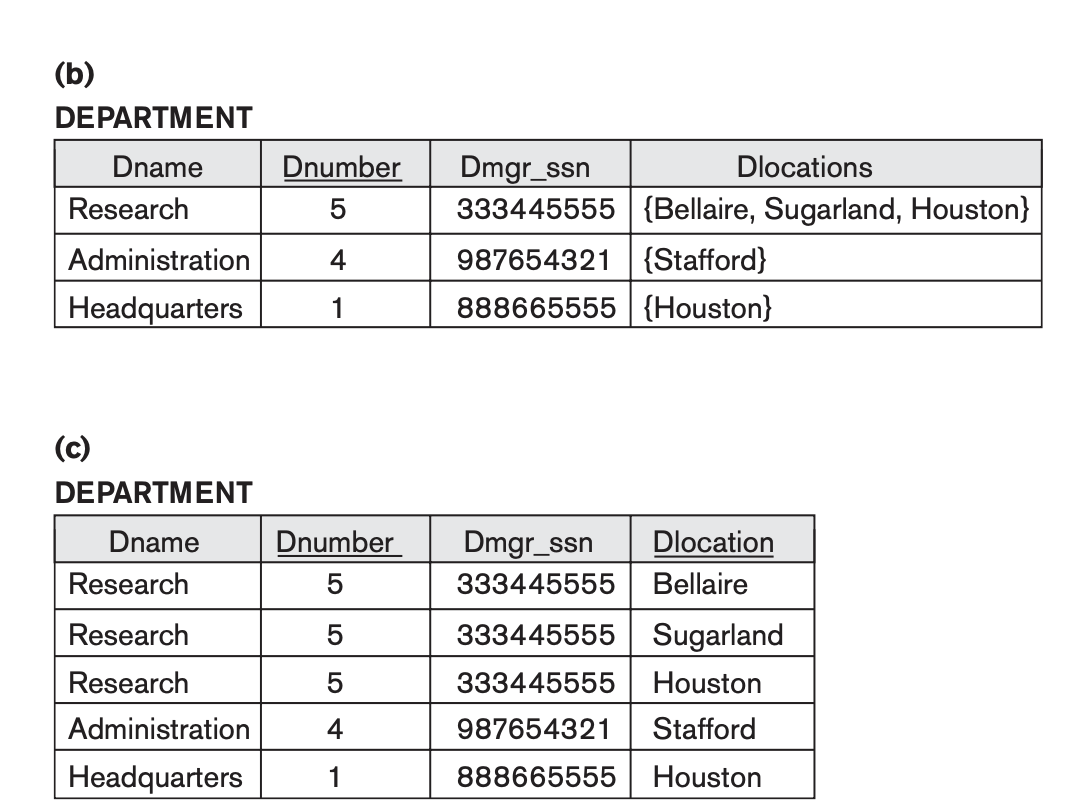 (b)
DEPARTMENT
Dname Dnumber Dmgr_ssn Dlocations
Research 5 333445555 {Bellaire, Sugarland, Houston}
Administration 4 987654321 {Stafford}
Headquarters 1 888665555 {Houston}
(c)
DEPARTMENT
Dname Dnumber Dmgr_ssn Dlocation
Research 5 333445555 Bellaire
Research 5 333445555 Sugarland
Research 5 333445555 Houston
Administration 4 987654321 Stafford
Headquarters 1 888665555 Houston